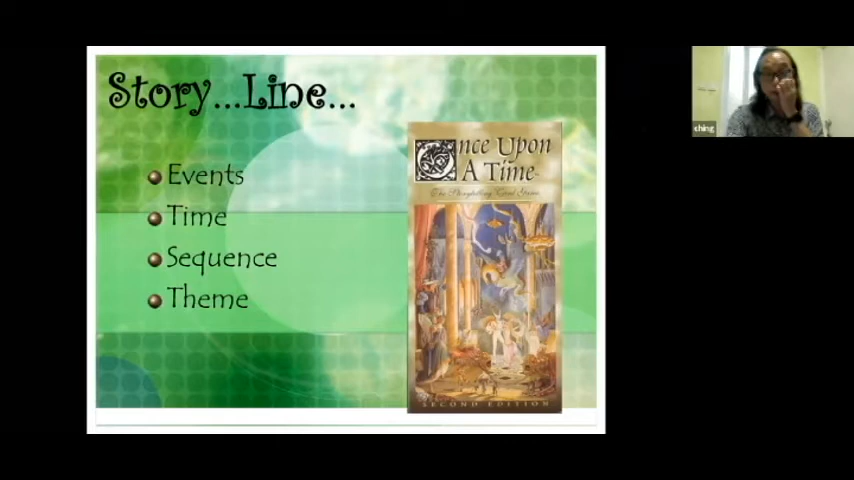 Story...Line...
Events
Time
Sequence
Theme
Once Upon
A Time
The Storytelling Card Game
SECOND EDITION
ching